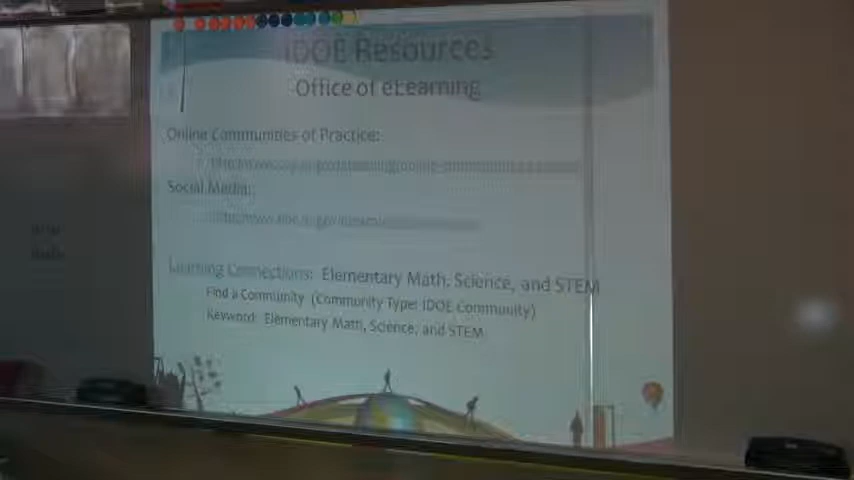 IDOE Resources
Office of eLearning
Online Communities of Practice:
Social Media:
Learning Connections: Elementary Math, Science, and STEM
Find a Community (Community Type: IDOE Community)
Keyword: Elementary Math, Science, and STEM